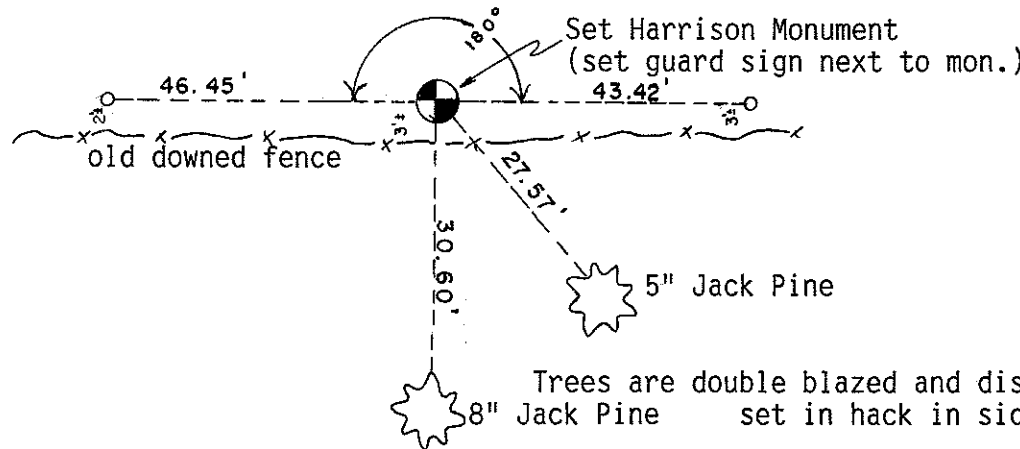 180°
Set Harrison Monument
(set guard sign next to mon.)
46.45'
43.42'
2'±
3'±
3'±
old downed fence
27.57'
30.60'
5" Jack Pine
Trees are double blazed and dis
8" Jack Pine set in hack in sid